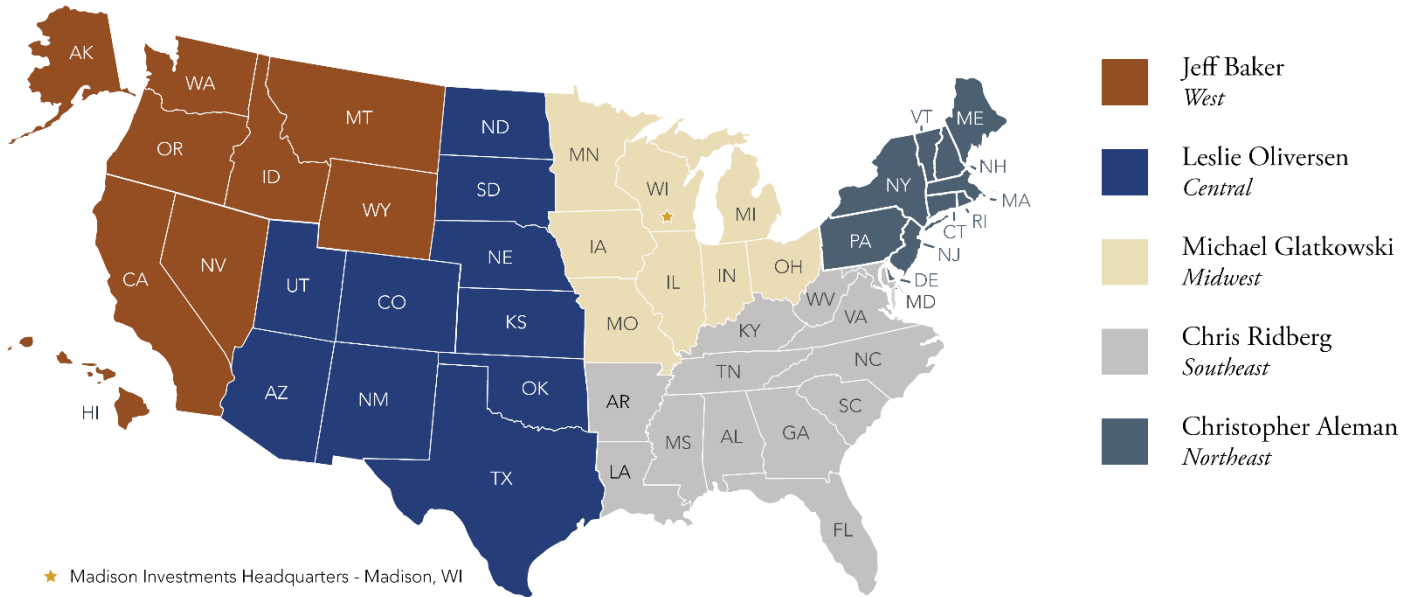 AK
WA
MT
ND
MN
VT
ME
OR
ID
SD
WI
NY
NH
MA
WY
MI
RI
CT
IA
PA
NJ
NE
OH
CA
NV
UT
CO
IL
IN
DE
MD
WV
VA
KS
MO
KY
NC
TN
AZ
NM
OK
AR
SC
HI
MS
AL
GA
TX
LA
FL
Madison Investments Headquarters - Madison, WI
Jeff Baker
West
Leslie Oliversen
Central
Michael Glatkowski
Midwest
Chris Ridberg
Southeast
Christopher Aleman
Northeast